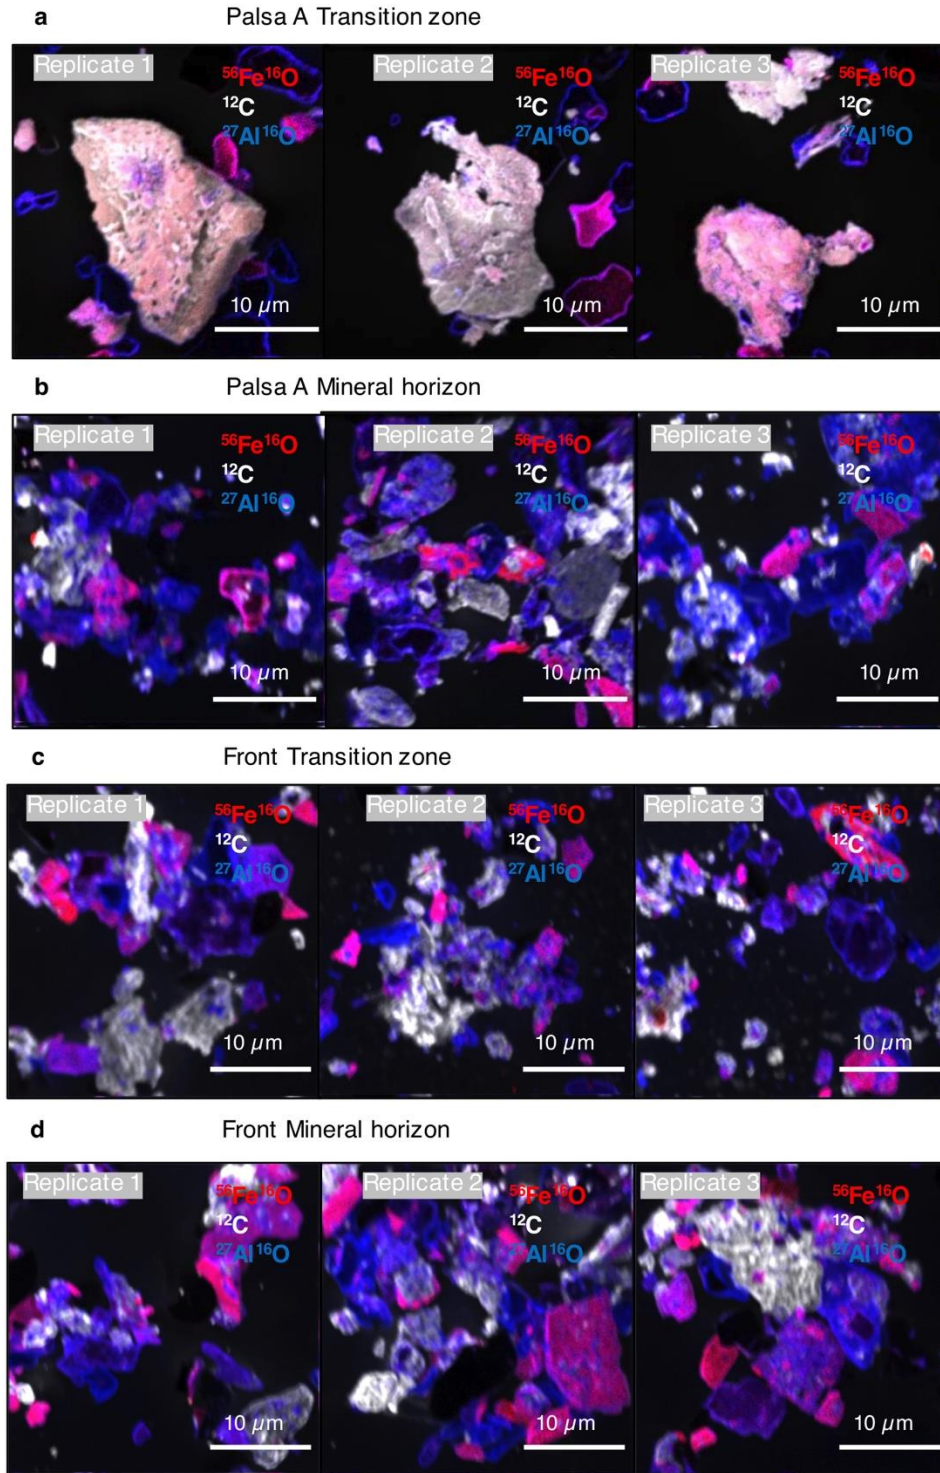 a Palsa A Transition zone
Replicate 1 Replicate 2 Replicate 3
⁵⁶Fe¹⁶O ⁵⁶Fe¹⁶O ⁵⁶Fe¹⁶O
¹²C ¹²C ¹²C
²⁷Al¹⁶O ²⁷Al¹⁶O ²⁷Al¹⁶O
10 µm 10 µm 10 µm
b Palsa A Mineral horizon
Replicate 1 Replicate 2 Replicate 3
⁵⁶Fe¹⁶O ⁵⁶Fe¹⁶O ⁵⁶Fe¹⁶O
¹²C ¹²C ¹²C
²⁷Al¹⁶O ²⁷Al¹⁶O ²⁷Al¹⁶O
10 µm 10 µm 10 µm
c Front Transition zone
Replicate 1 Replicate 2 Replicate 3
⁵⁶Fe¹⁶O ⁵⁶Fe¹⁶O ⁵⁶Fe¹⁶O
¹²C ¹²C ¹²C
²⁷Al¹⁶O ²⁷Al¹⁶O ²⁷Al¹⁶O
10 µm 10 µm 10 µm
d Front Mineral horizon
Replicate 1 Replicate 2 Replicate 3
⁵⁶Fe¹⁶O ⁵⁶Fe¹⁶O ⁵⁶Fe¹⁶O
¹²C ¹²C ¹²C
²⁷Al¹⁶O ²⁷Al¹⁶O ²⁷Al¹⁶O
10 µm 10 µm 10 µm